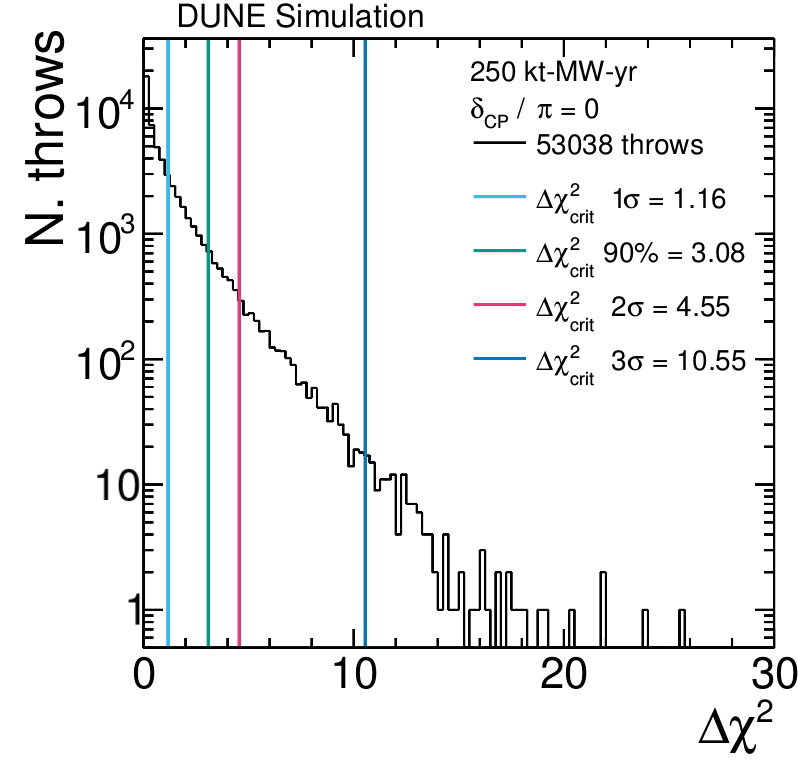 DUNE Simulation
N. throws
250 kt-MW-yr
δCP / π = 0
53038 throws
Δχ²crit 1σ = 1.16
Δχ²crit 90% = 3.08
Δχ²crit 2σ = 4.55
Δχ²crit 3σ = 10.55
10⁴
10³
10²
10
1
0 10 20 30
Δχ²